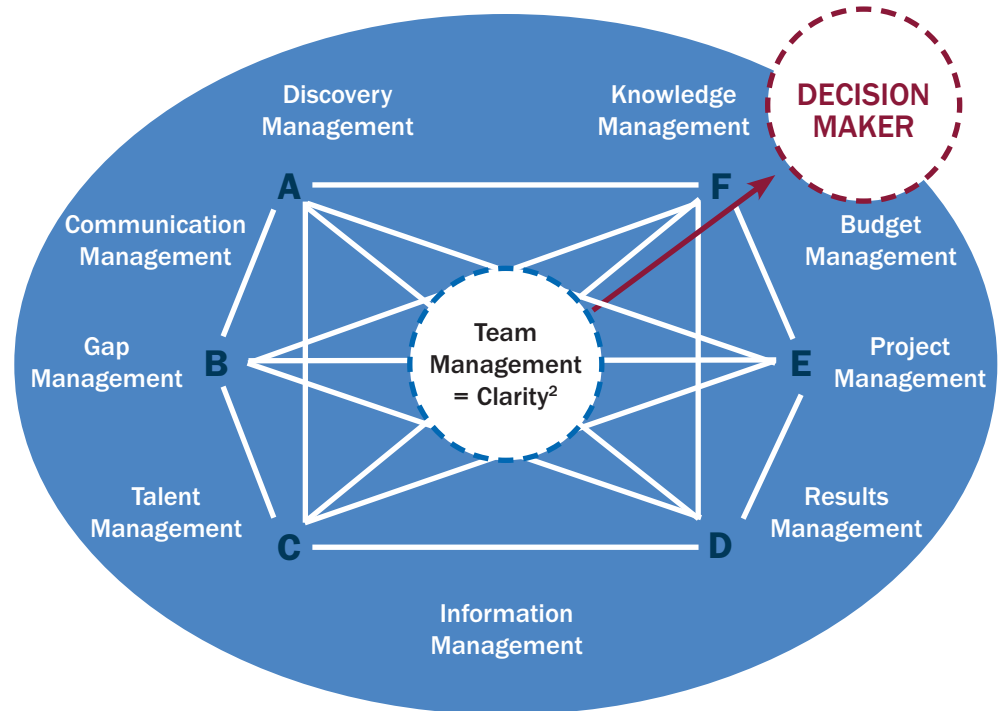 Discovery
Management
Knowledge
Management
DECISION
MAKER
A
F
Communication
Management
Budget
Management
Gap
Management
B
Team
Management
= Clarity²
E
Project
Management
Talent
Management
Results
Management
C
D
Information
Management